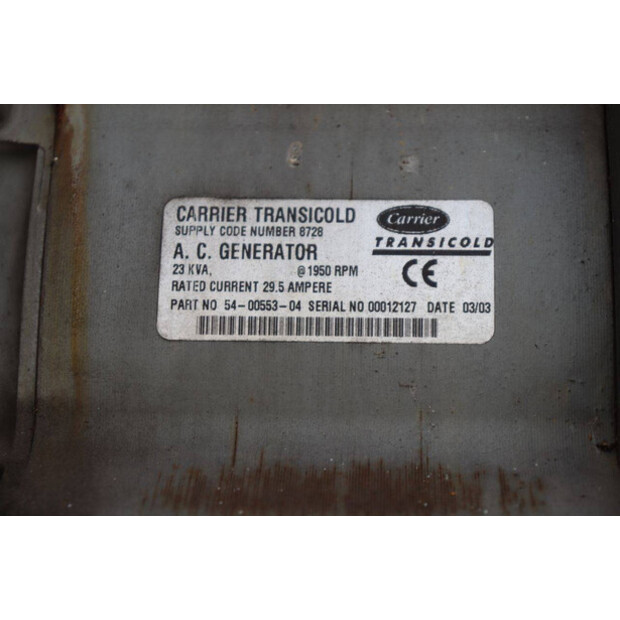 CARRIER TRANSICOLD
SUPPLY CODE NUMBER 8728
Carrier
TRANSICOLD
A. C. GENERATOR
23 KVA, @ 1950 RPM
CE
RATED CURRENT 29.5 AMPERE
PART NO 54-00553-04 SERIAL NO 00012127 DATE 03/03